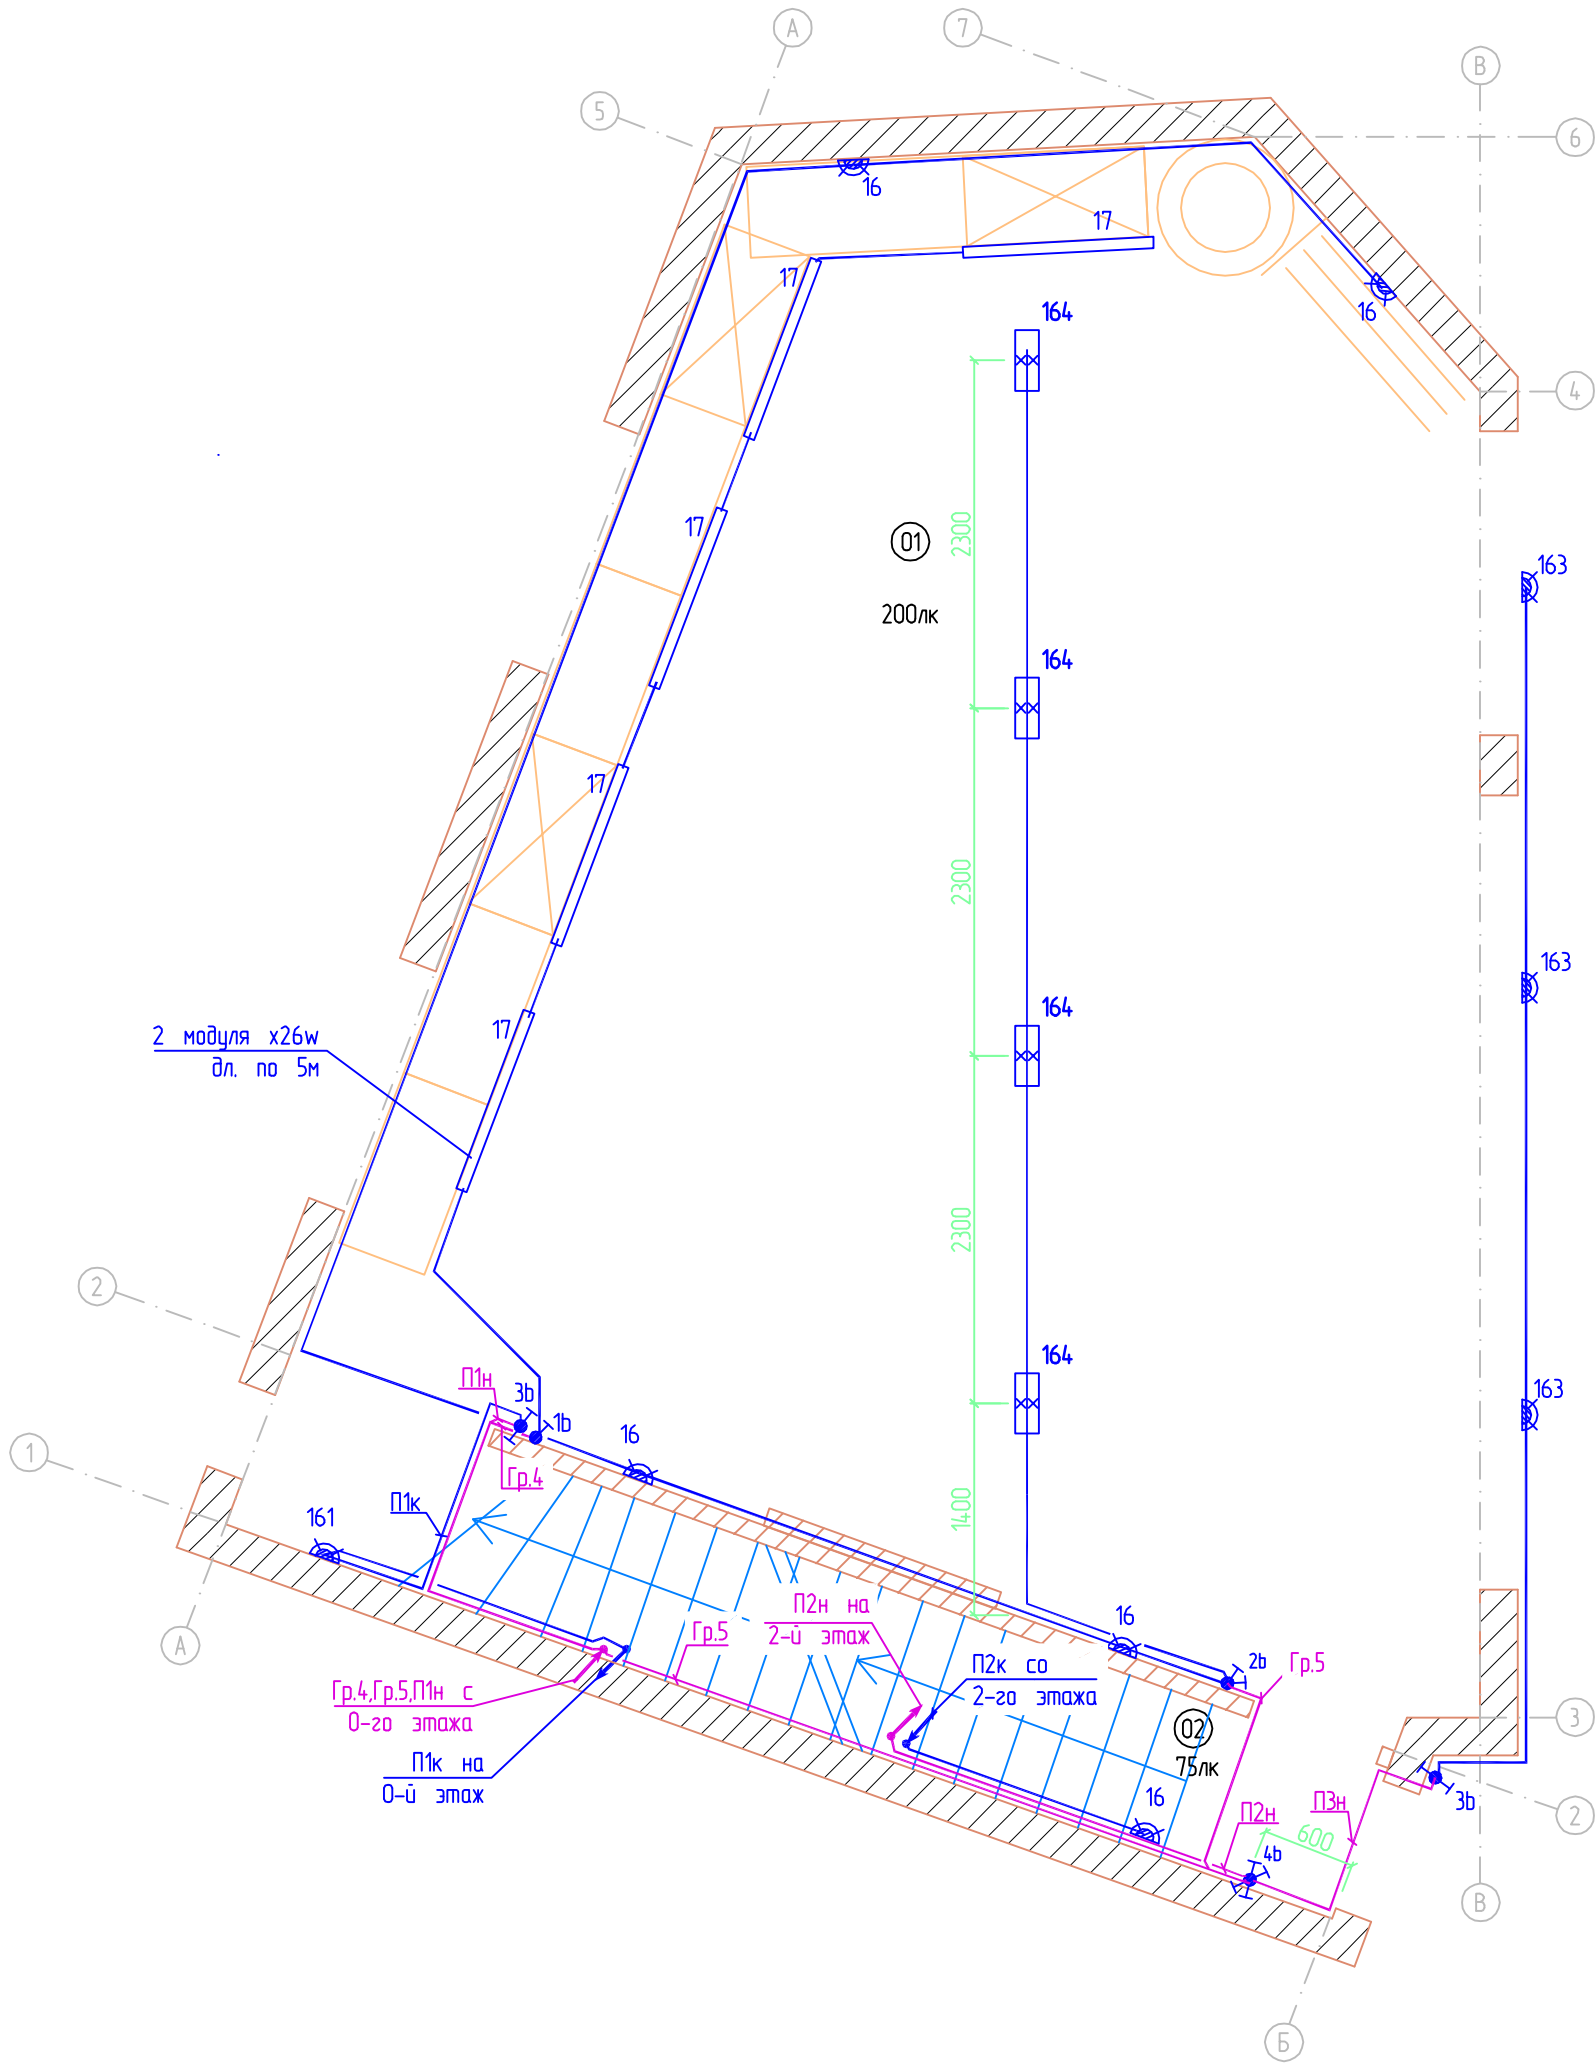 А
7
В
5
6
16
17
17
16
164
4
17
2300
01
200лк
163
164
17
2300
163
164
17
2 модуля х26w
дл. по 5м
2300
2
164
П1н
3b
1b
163
16
1
Гр.4
П1к
161
1400
П2н на
2-й этаж
16
Гр.5
А
П2к со
2-го этажа
2b
Гр.5
Гр.4,Гр.5,П1н с
0-го этажа
02
3
П1к на
0-й этаж
75лк
16
П2н
П3н
3b
2
600
4b
В
Б